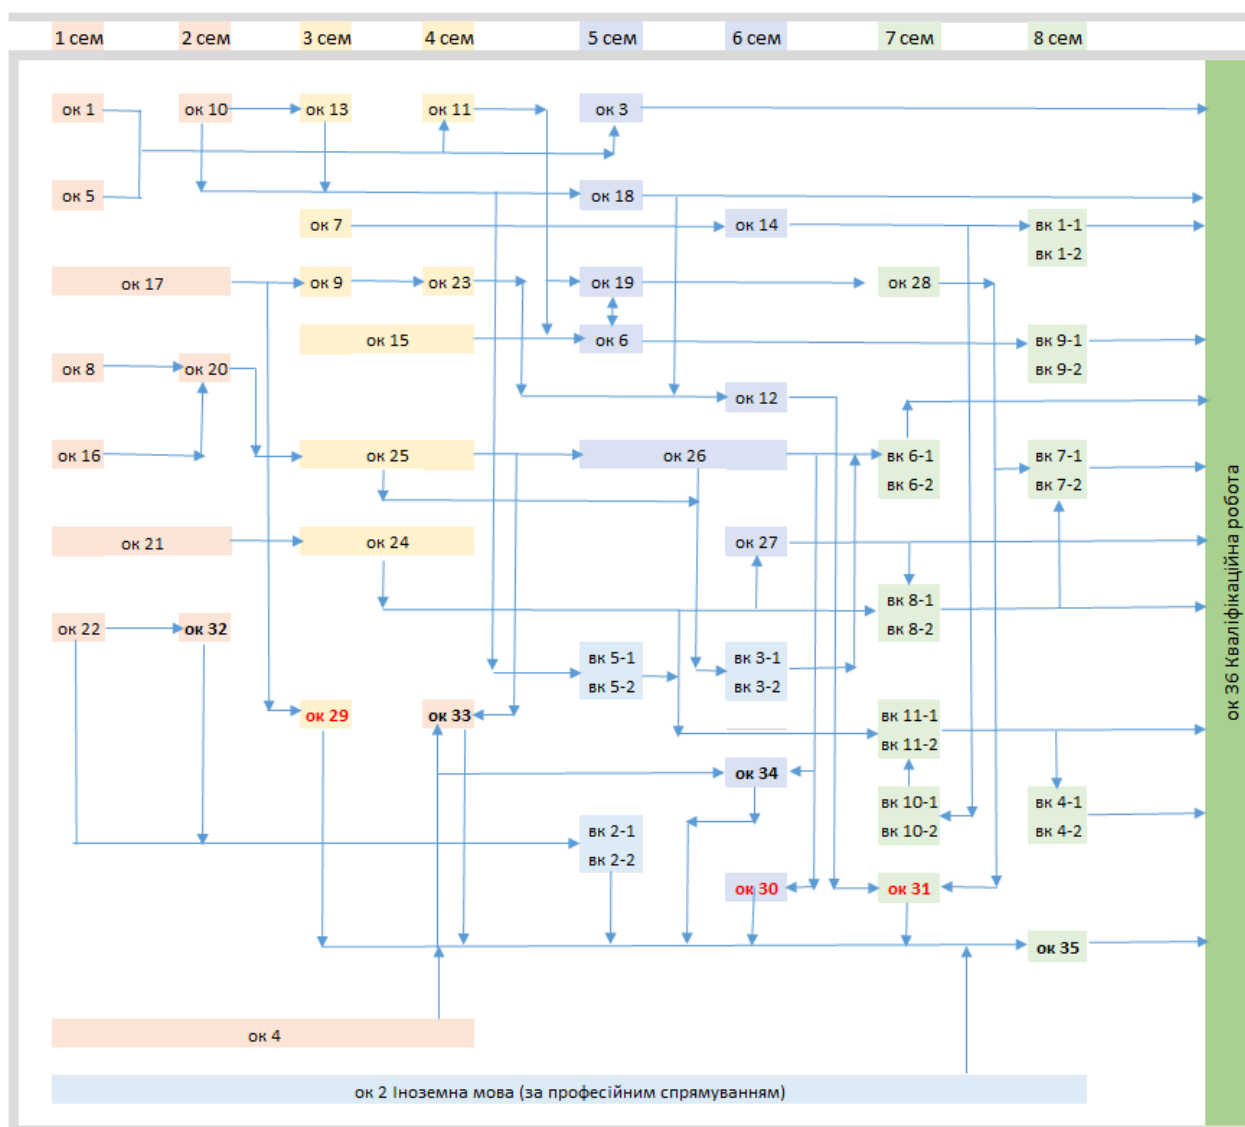 1 сем 2 сем 3 сем 4 сем 5 сем 6 сем 7 сем 8 сем
ок 1 ок 10 ок 13 ок 11 ок 3
ок 5 ок 18
ок 7 ок 14 вк 1-1
вк 1-2
ок 17 ок 9 ок 23 ок 19 ок 28
ок 15 ок 6 вк 9-1
ок 8 ок 20 вк 9-2
ок 12
ок 16 ок 25 ок 26 вк 6-1 вк 7-1
вк 6-2 вк 7-2
ок 21 ок 24 ок 27
вк 8-1
ок 22 ок 32 вк 8-2
вк 5-1 вк 3-1
вк 5-2 вк 3-2
ок 29 ок 33 вк 11-1
вк 11-2
ок 34
вк 10-1 вк 4-1
вк 2-1 вк 10-2 вк 4-2
вк 2-2
ок 30 ок 31
ок 35
ок 4
ок 2 Іноземна мова (за професійним спрямуванням)
ок 36 Кваліфікаційна робота